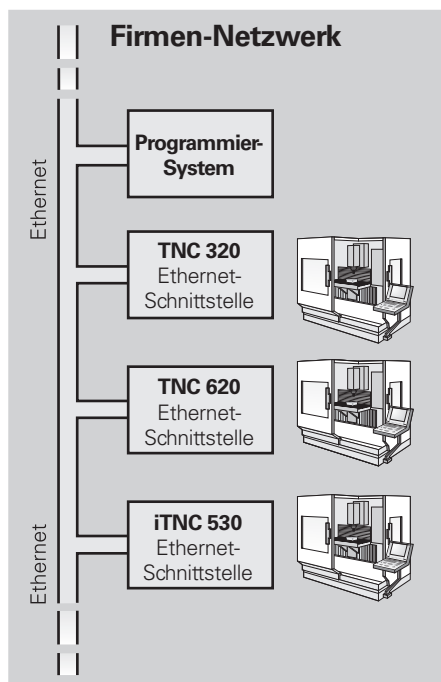 Firmen-Netzwerk
Ethernet
Programmier-
System
TNC 320
Ethernet-
Schnittstelle
TNC 620
Ethernet-
Schnittstelle
iTNC 530
Ethernet-
Schnittstelle
Ethernet